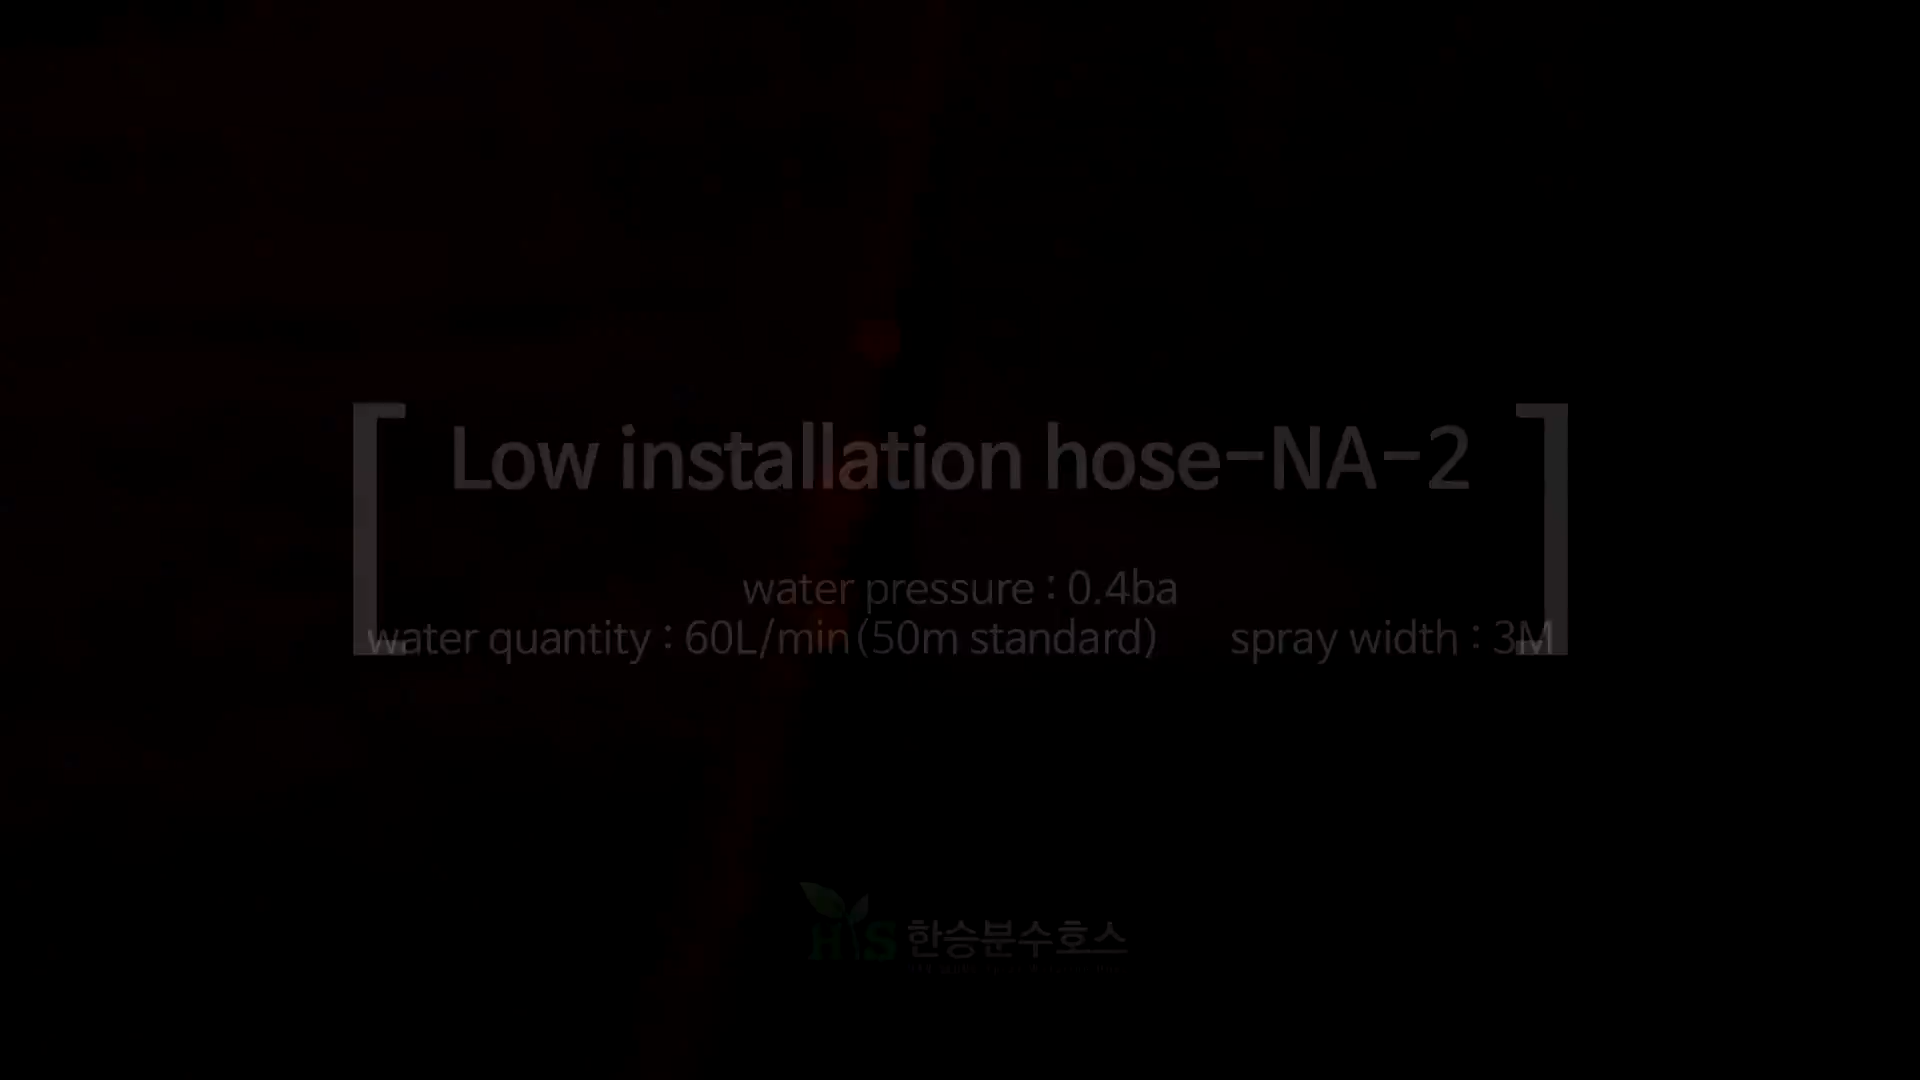 Low installation hose-NA-2
water pressure : 0.4ba
water quantity : 60L/min(50m standard) spray width : 3M
HS 한승분수호스